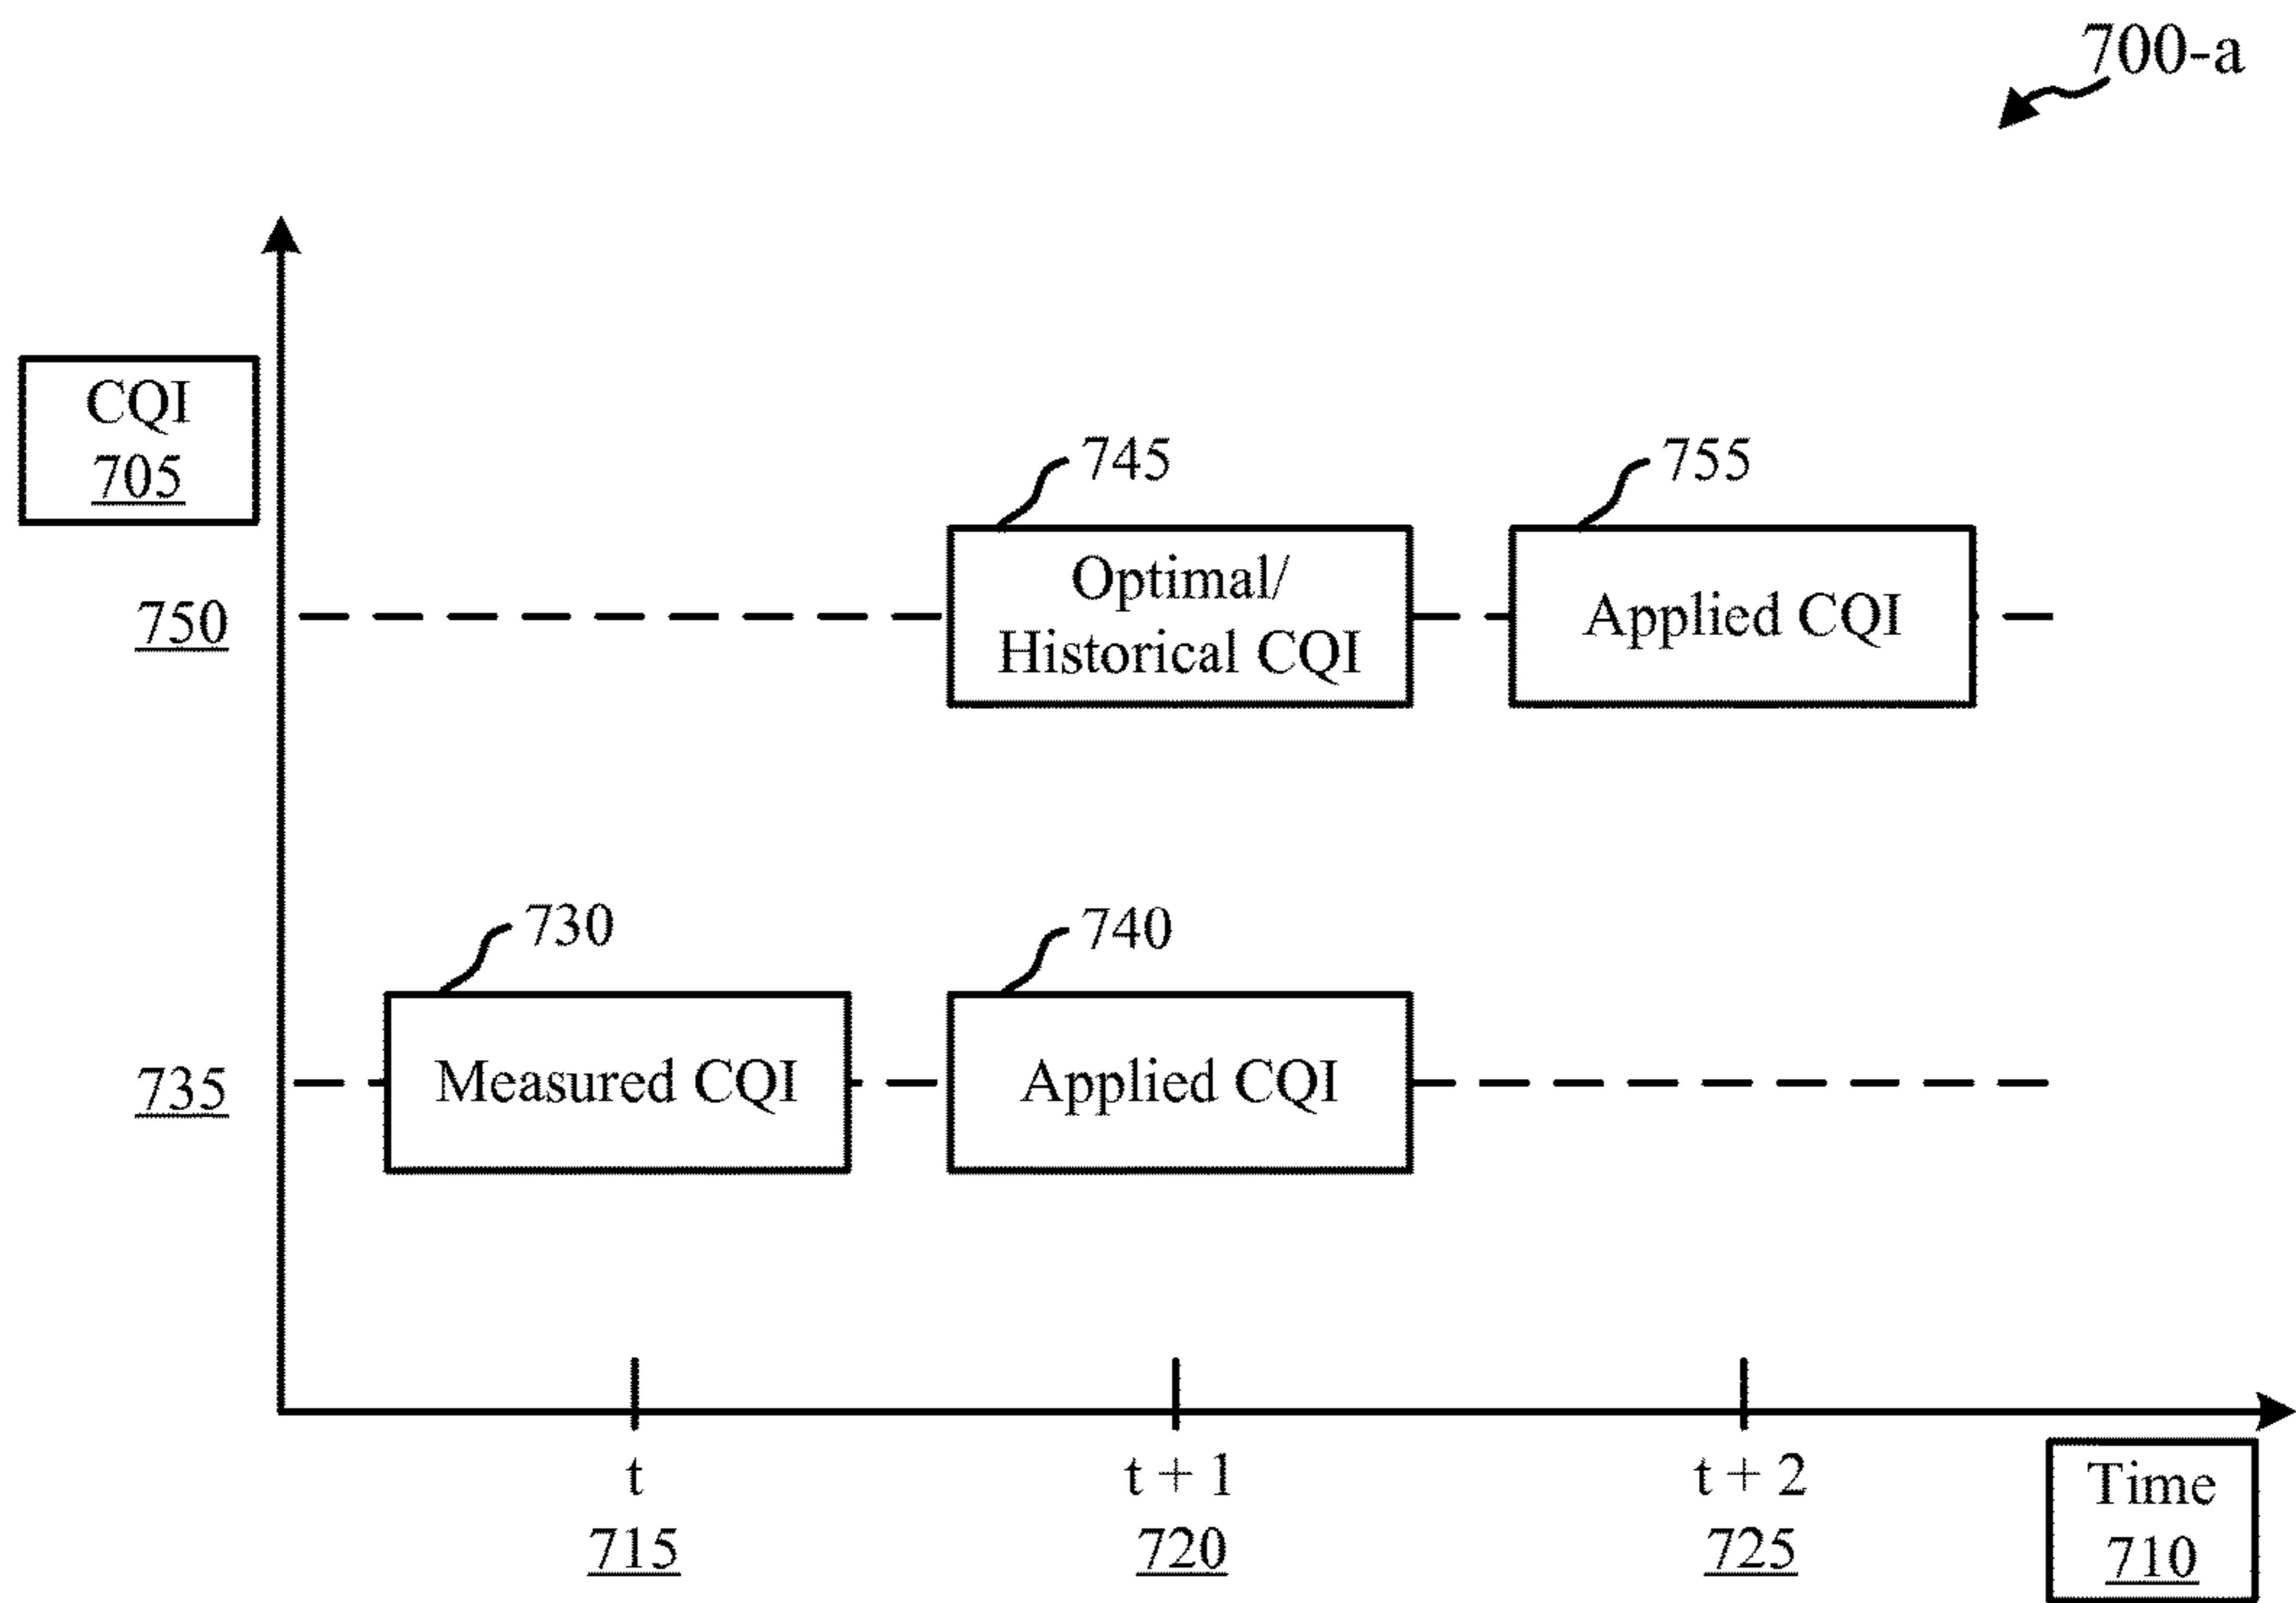 700-a
CQI
705
745
755
Optimal/
Historical CQI
Applied CQI
750
730
740
Measured CQI
Applied CQI
735
t
t + 1
t + 2
715
720
725
Time
710